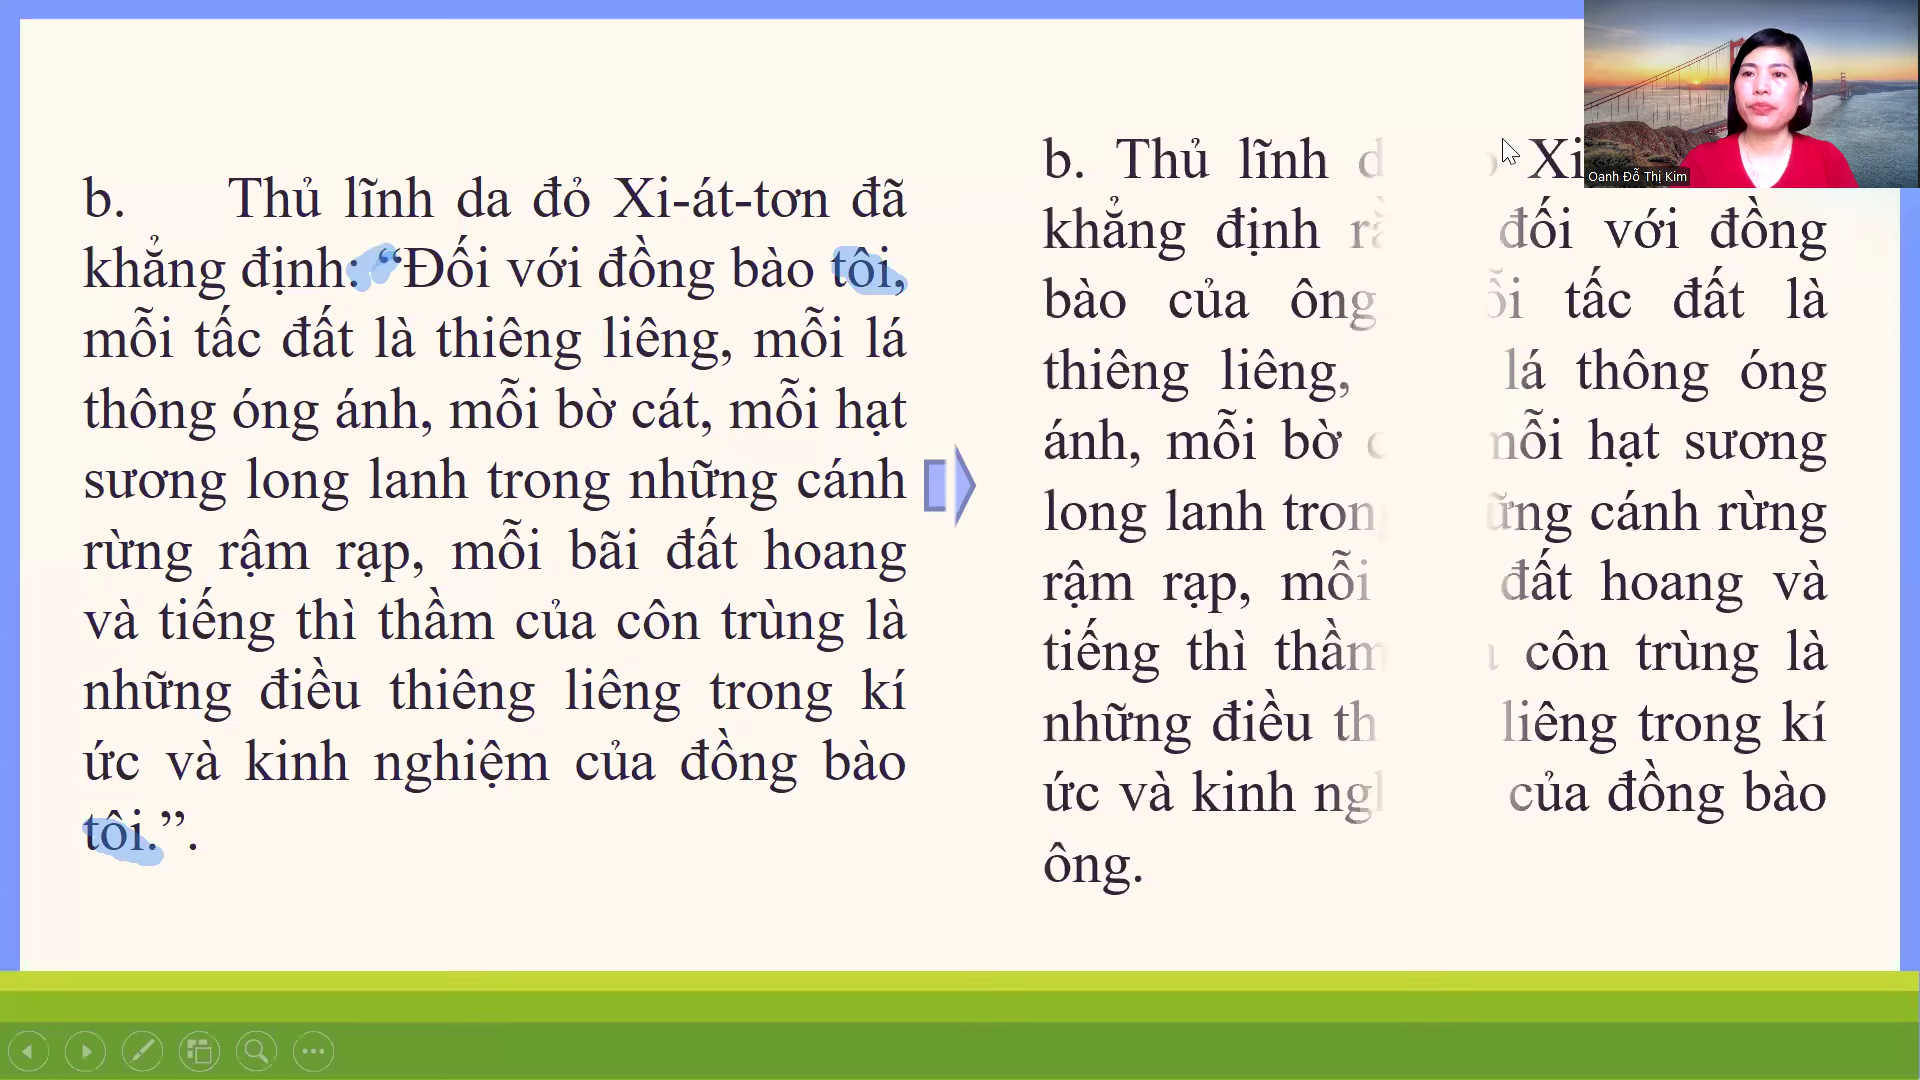 b. Thủ lĩnh da đỏ Xi-át-tơn đã
khẳng định: “Đối với đồng bào tôi,
mỗi tấc đất là thiêng liêng, mỗi lá
thông óng ánh, mỗi bờ cát, mỗi hạt
sương long lanh trong những cánh
rừng rậm rạp, mỗi bãi đất hoang
và tiếng thì thầm của côn trùng là
những điều thiêng liêng trong kí
ức và kinh nghiệm của đồng bào
tôi.”.
b. Thủ lĩnh Xi
khẳng định đối với đồng
bào của ông tấc đất là
thiêng liêng, lá thông óng
ánh, mỗi bờ mỗi hạt sương
long lanh trong những cánh rừng
rậm rạp, mỗi đất hoang và
tiếng thì thầm côn trùng là
những điều liêng trong kí
ức và kinh của đồng bào
ông.
Oanh Đỗ Thị Kim